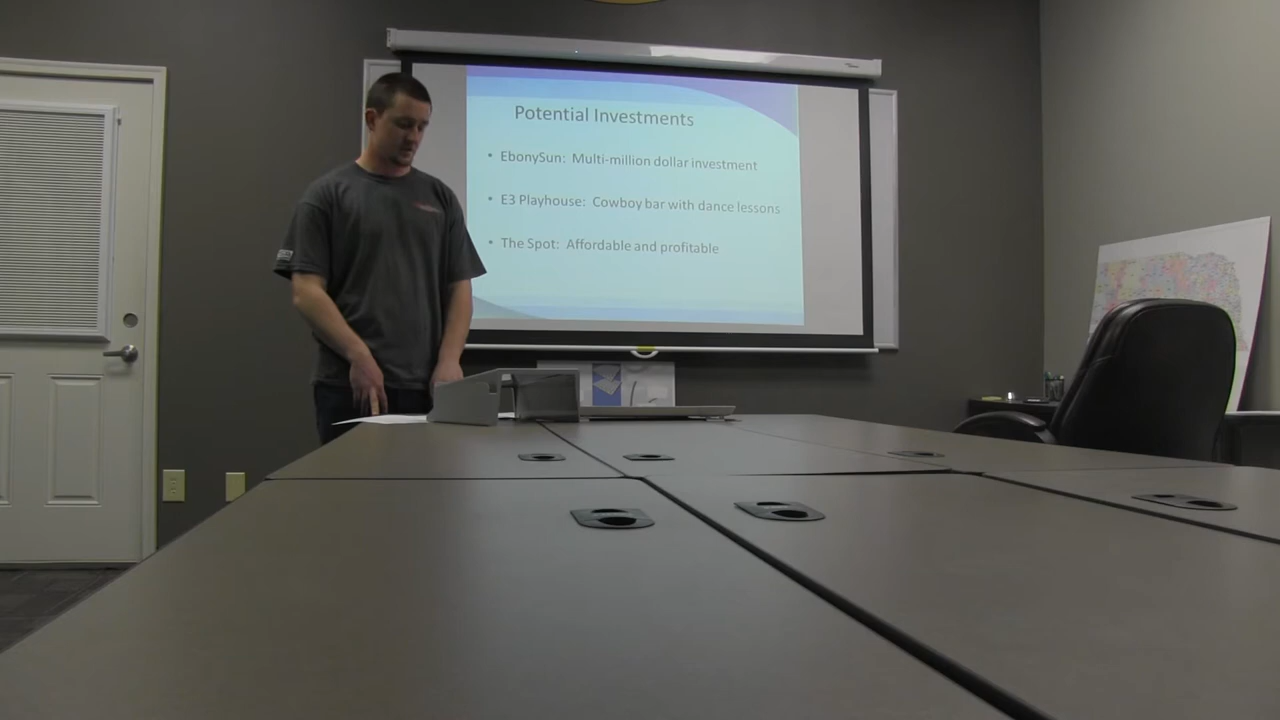 Potential Investments
• EbonySun: Multi-million dollar investment
• E3 Playhouse: Cowboy bar with dance lessons
• The Spot: Affordable and profitable